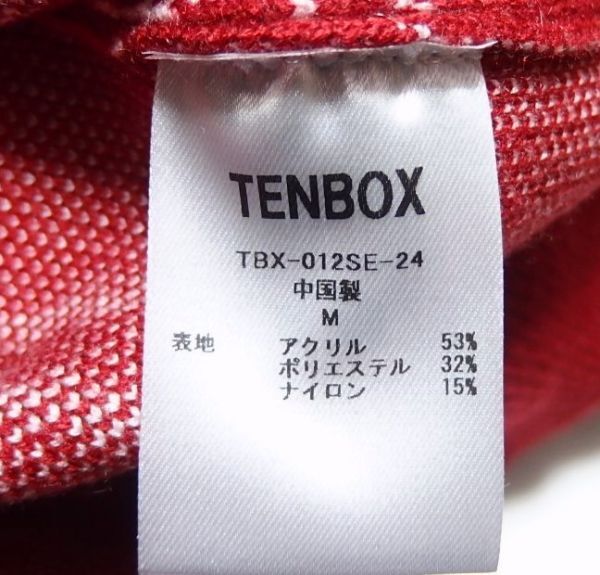 TENBOX
TBX-012SE-24
中国製
M
表地 アクリル 53%
ポリエステル 32%
ナイロン 15%